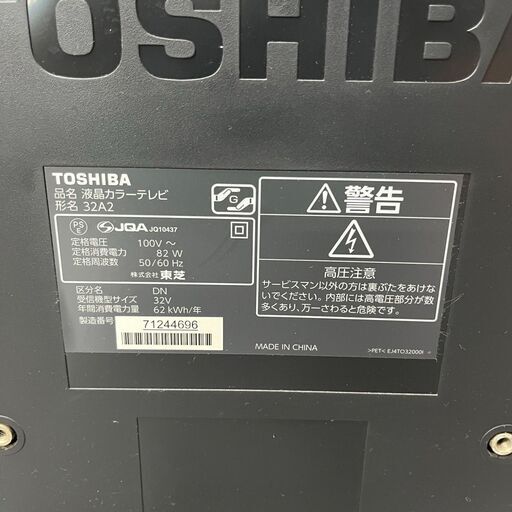 TOSHIBA
TOSHIBA
品名 液晶カラーテレビ
形名 32A2
G
PS
E
JQA JQ10437
定格電圧 100V ~
定格消費電力 82 W
定格周波数 50/60 Hz
株式会社 東芝
区分名 DN
受信機型サイズ 32V
年間消費電力量 62 kWh/年
製造番号 71244696
警告
高圧注意
サービスマン以外の方は裏ぶたをあけな
いでください。内部には高電圧部分が数
多くあり、万一さわると危険です。
MADE IN CHINA
>PET< EJ4TO32000I